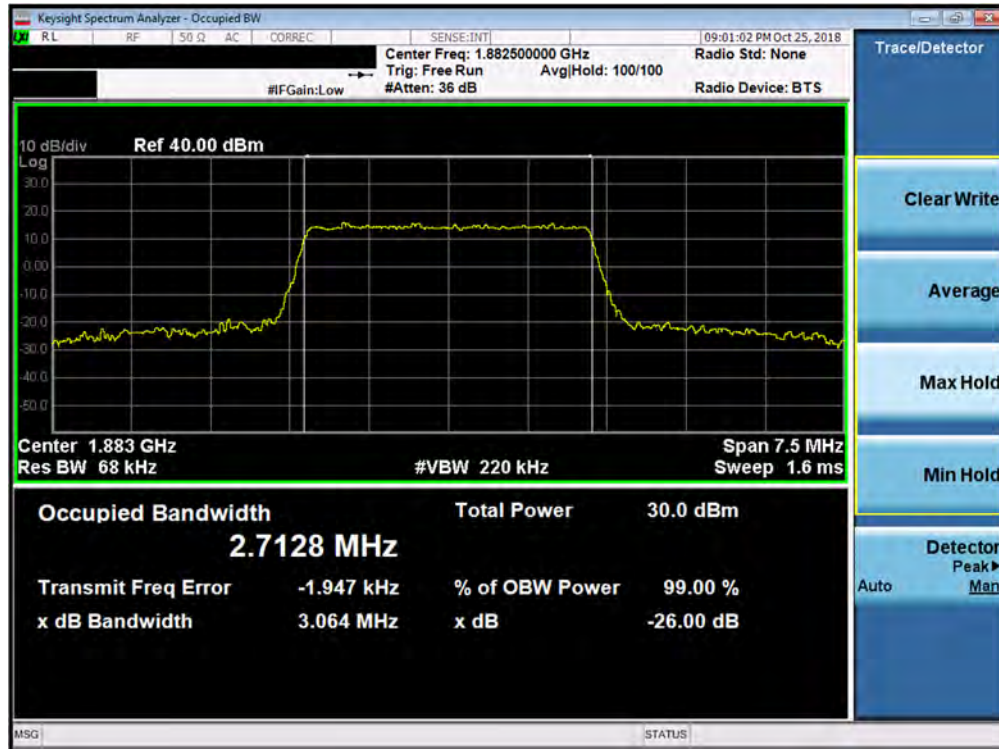 Keysight Spectrum Analyzer - Occupied BW
LXI RL RF 50 Ω AC CORREC SENSE:INT 09:01:02 PM Oct 25, 2018
Center Freq: 1.882500000 GHz Radio Std: None
Trig: Free Run Avg|Hold: 100/100
#IFGain:Low #Atten: 36 dB Radio Device: BTS
Trace/Detector
10 dB/div Ref 40.00 dBm
Log
30.0
20.0
10.0
0.00
-10.0
-20.0
-30.0
-40.0
-50.0
Center 1.883 GHz Span 7.5 MHz
Res BW 68 kHz #VBW 220 kHz Sweep 1.6 ms
Occupied Bandwidth Total Power 30.0 dBm
2.7128 MHz
Transmit Freq Error -1.947 kHz % of OBW Power 99.00 %
x dB Bandwidth 3.064 MHz x dB -26.00 dB
Clear Write
Average
Max Hold
Min Hold
Detector
Peak
Auto Man
MSG STATUS